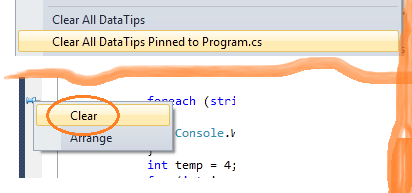 Clear All DataTips
Clear All DataTips Pinned to Program.cs
foreach (stri
Clear
Console.W
Arrange
}
int temp = 4;